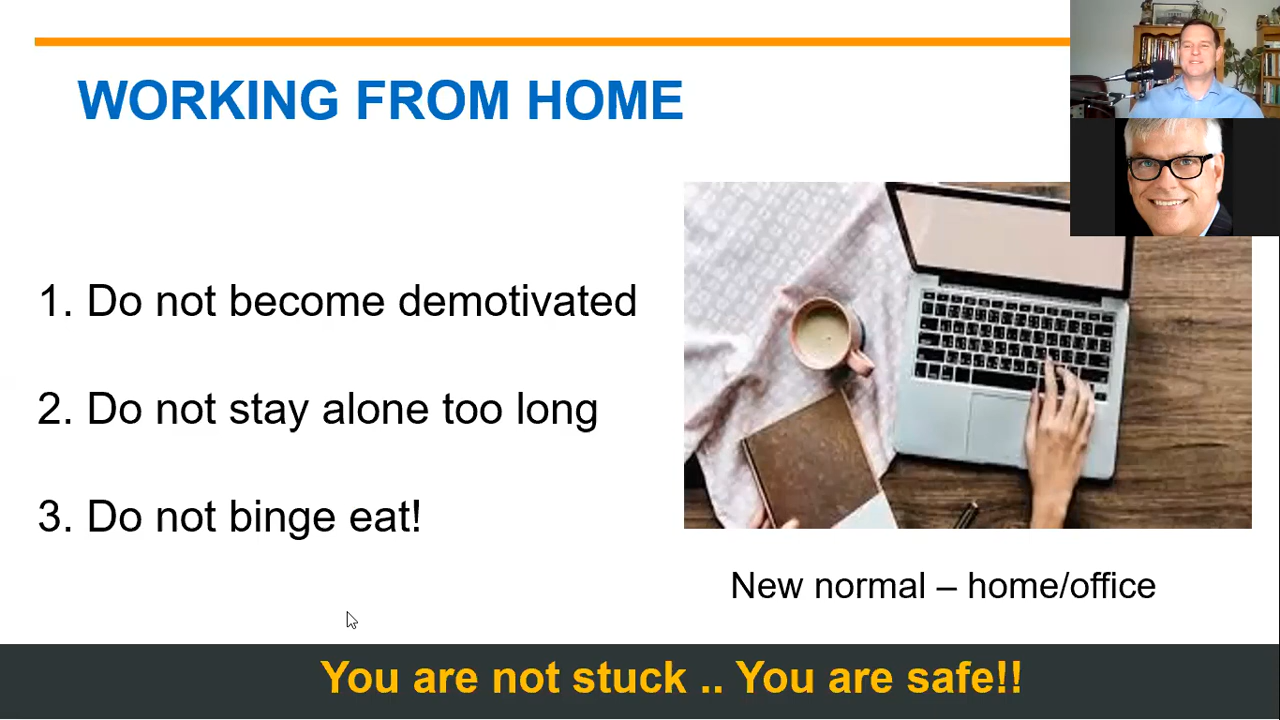 WORKING FROM HOME
1. Do not become demotivated
2. Do not stay alone too long
3. Do not binge eat!
New normal – home/office
You are not stuck .. You are safe!!